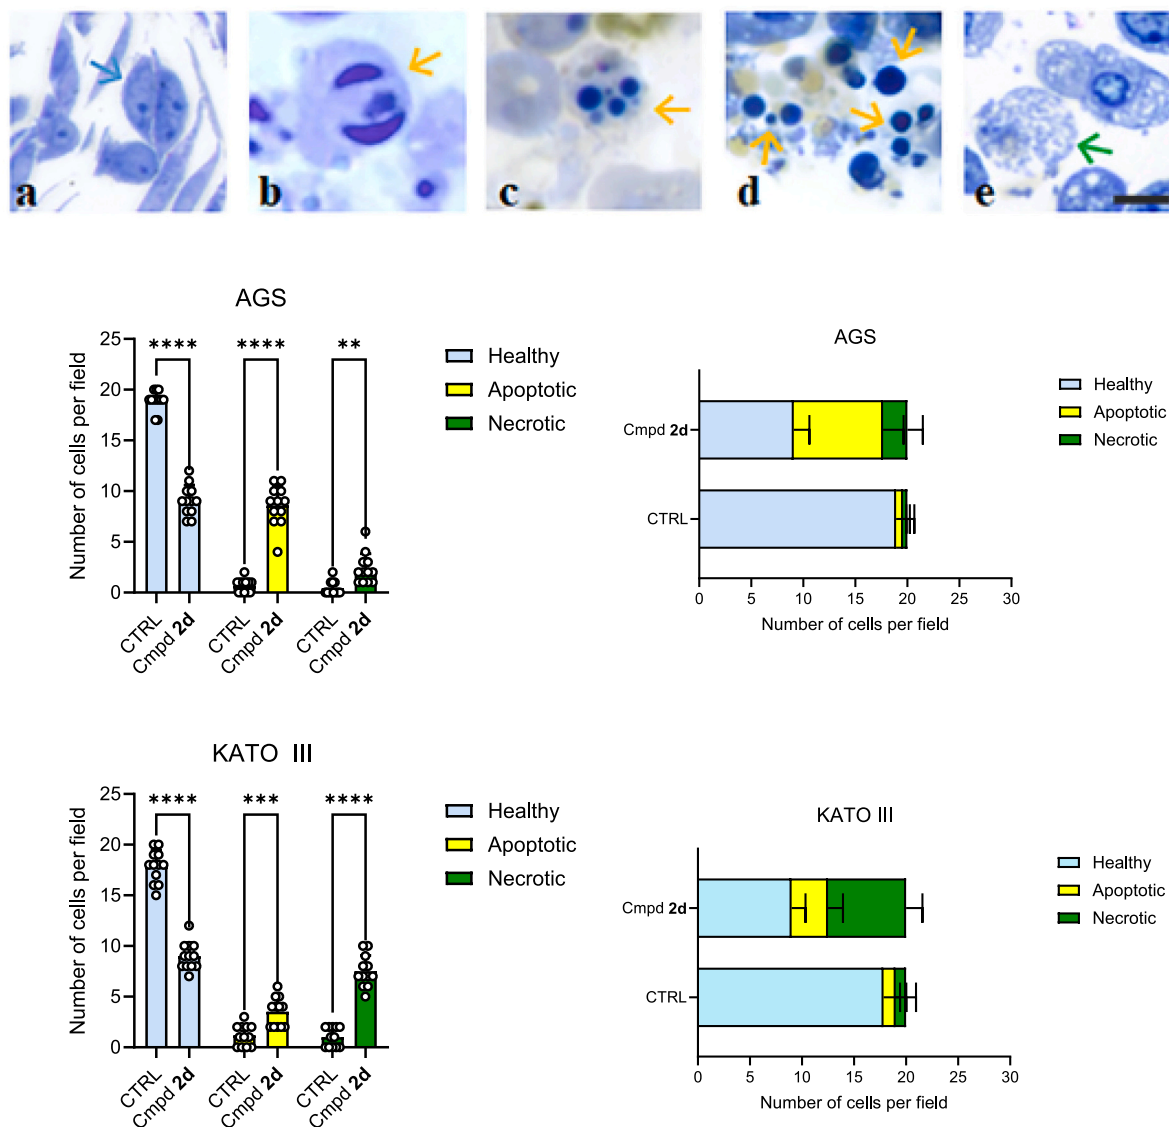 a b c d e
AGS
Number of cells per field
25
20
15
10
5
0
**** **** **
CTRL
Cmpd 2d
CTRL
Cmpd 2d
CTRL
Cmpd 2d
Healthy
Apoptotic
Necrotic
AGS
Cmpd 2d
CTRL
0 5 10 15 20 25 30
Number of cells per field
Healthy
Apoptotic
Necrotic
KATO III
Number of cells per field
25
20
15
10
5
0
**** *** ****
CTRL
Cmpd 2d
CTRL
Cmpd 2d
CTRL
Cmpd 2d
Healthy
Apoptotic
Necrotic
KATO III
Cmpd 2d
CTRL
0 5 10 15 20 25 30
Number of cells per field
Healthy
Apoptotic
Necrotic